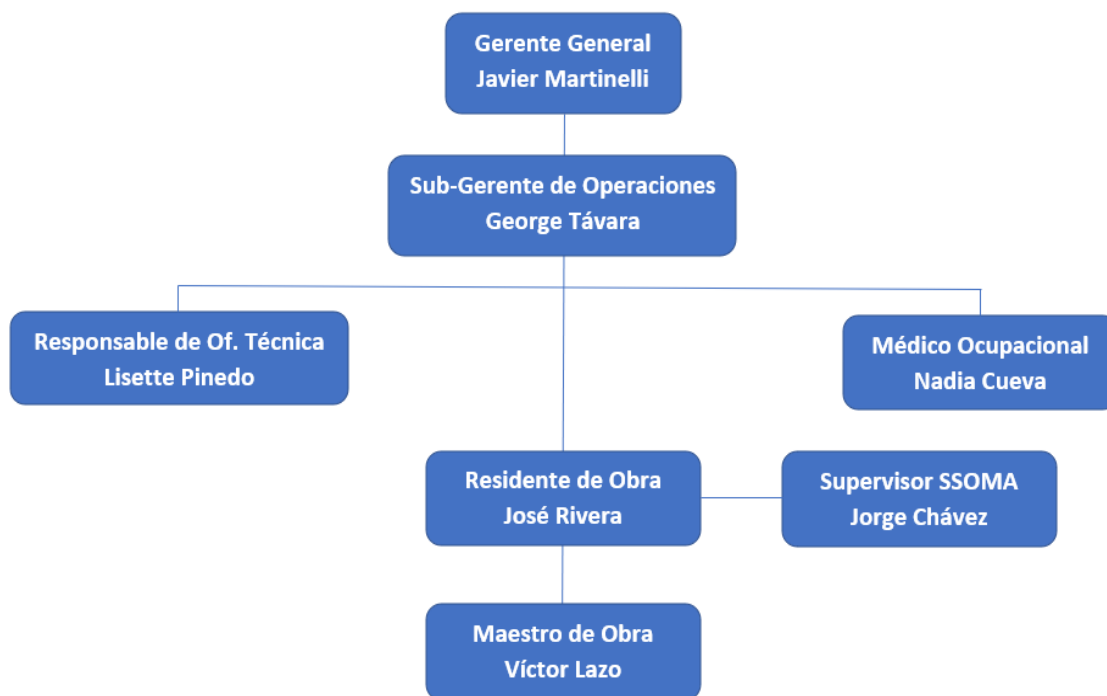 Gerente General
Javier Martinelli
Sub-Gerente de Operaciones
George Távara
Responsable de Of. Técnica
Lisette Pinedo
Médico Ocupacional
Nadia Cueva
Residente de Obra
José Rivera
Supervisor SSOMA
Jorge Chávez
Maestro de Obra
Víctor Lazo